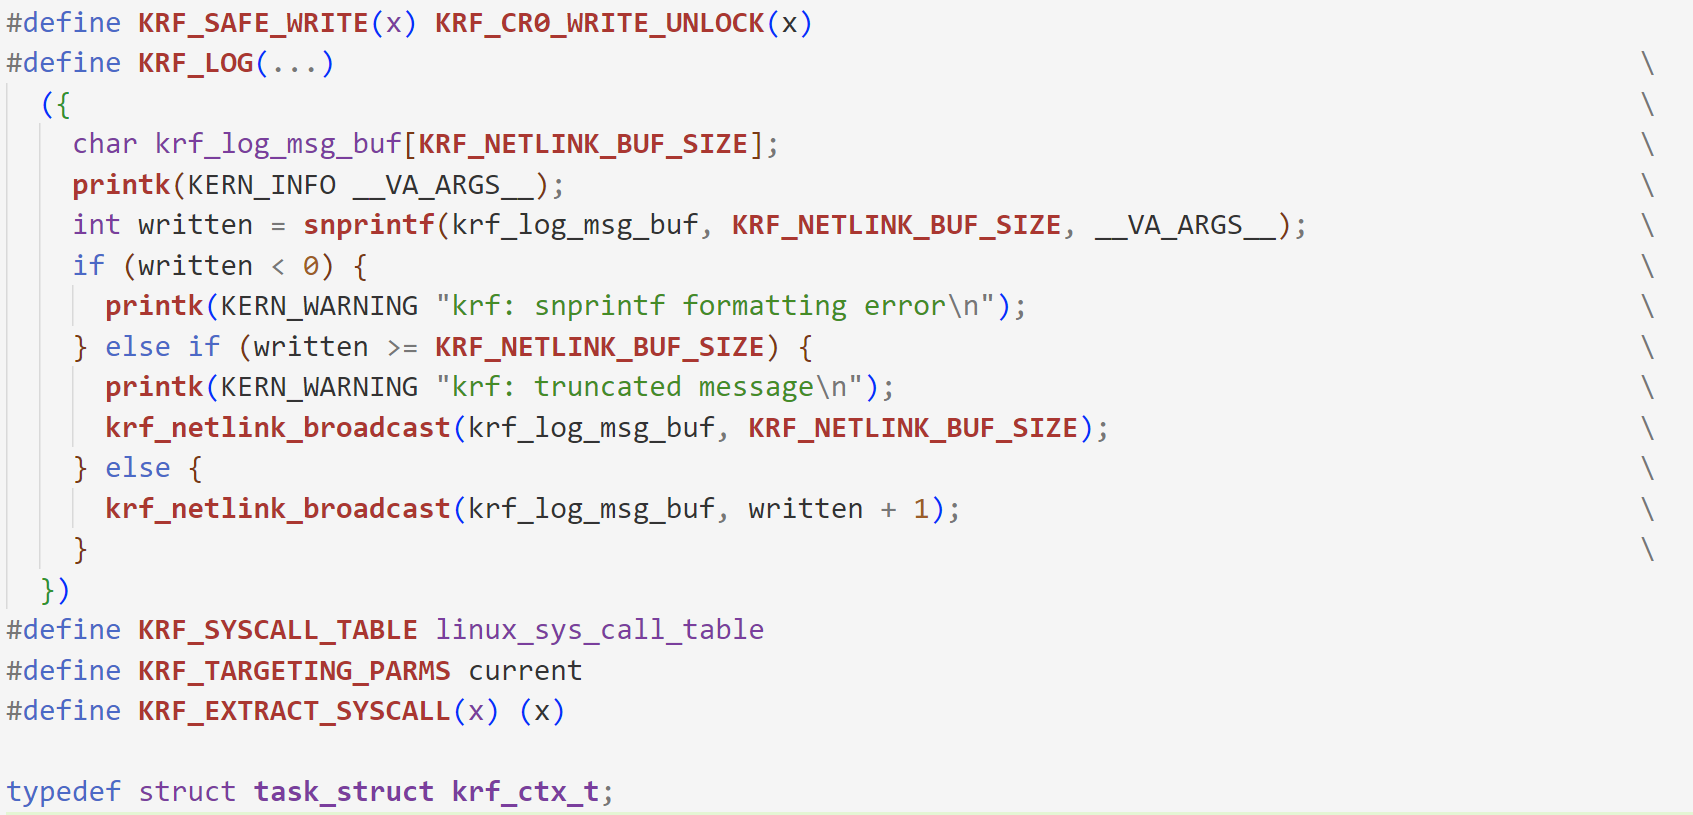 #define KRF_SAFE_WRITE(x) KRF_CR0_WRITE_UNLOCK(x)
#define KRF_LOG(...) \
  ({ \
    char krf_log_msg_buf[KRF_NETLINK_BUF_SIZE]; \
    printk(KERN_INFO __VA_ARGS__); \
    int written = snprintf(krf_log_msg_buf, KRF_NETLINK_BUF_SIZE, __VA_ARGS__); \
    if (written < 0) { \
      printk(KERN_WARNING "krf: snprintf formatting error\n"); \
    } else if (written >= KRF_NETLINK_BUF_SIZE) { \
      printk(KERN_WARNING "krf: truncated message\n"); \
      krf_netlink_broadcast(krf_log_msg_buf, KRF_NETLINK_BUF_SIZE); \
    } else { \
      krf_netlink_broadcast(krf_log_msg_buf, written + 1); \
    } \
  })
#define KRF_SYSCALL_TABLE linux_sys_call_table
#define KRF_TARGETING_PARMS current
#define KRF_EXTRACT_SYSCALL(x) (x)

typedef struct task_struct krf_ctx_t;